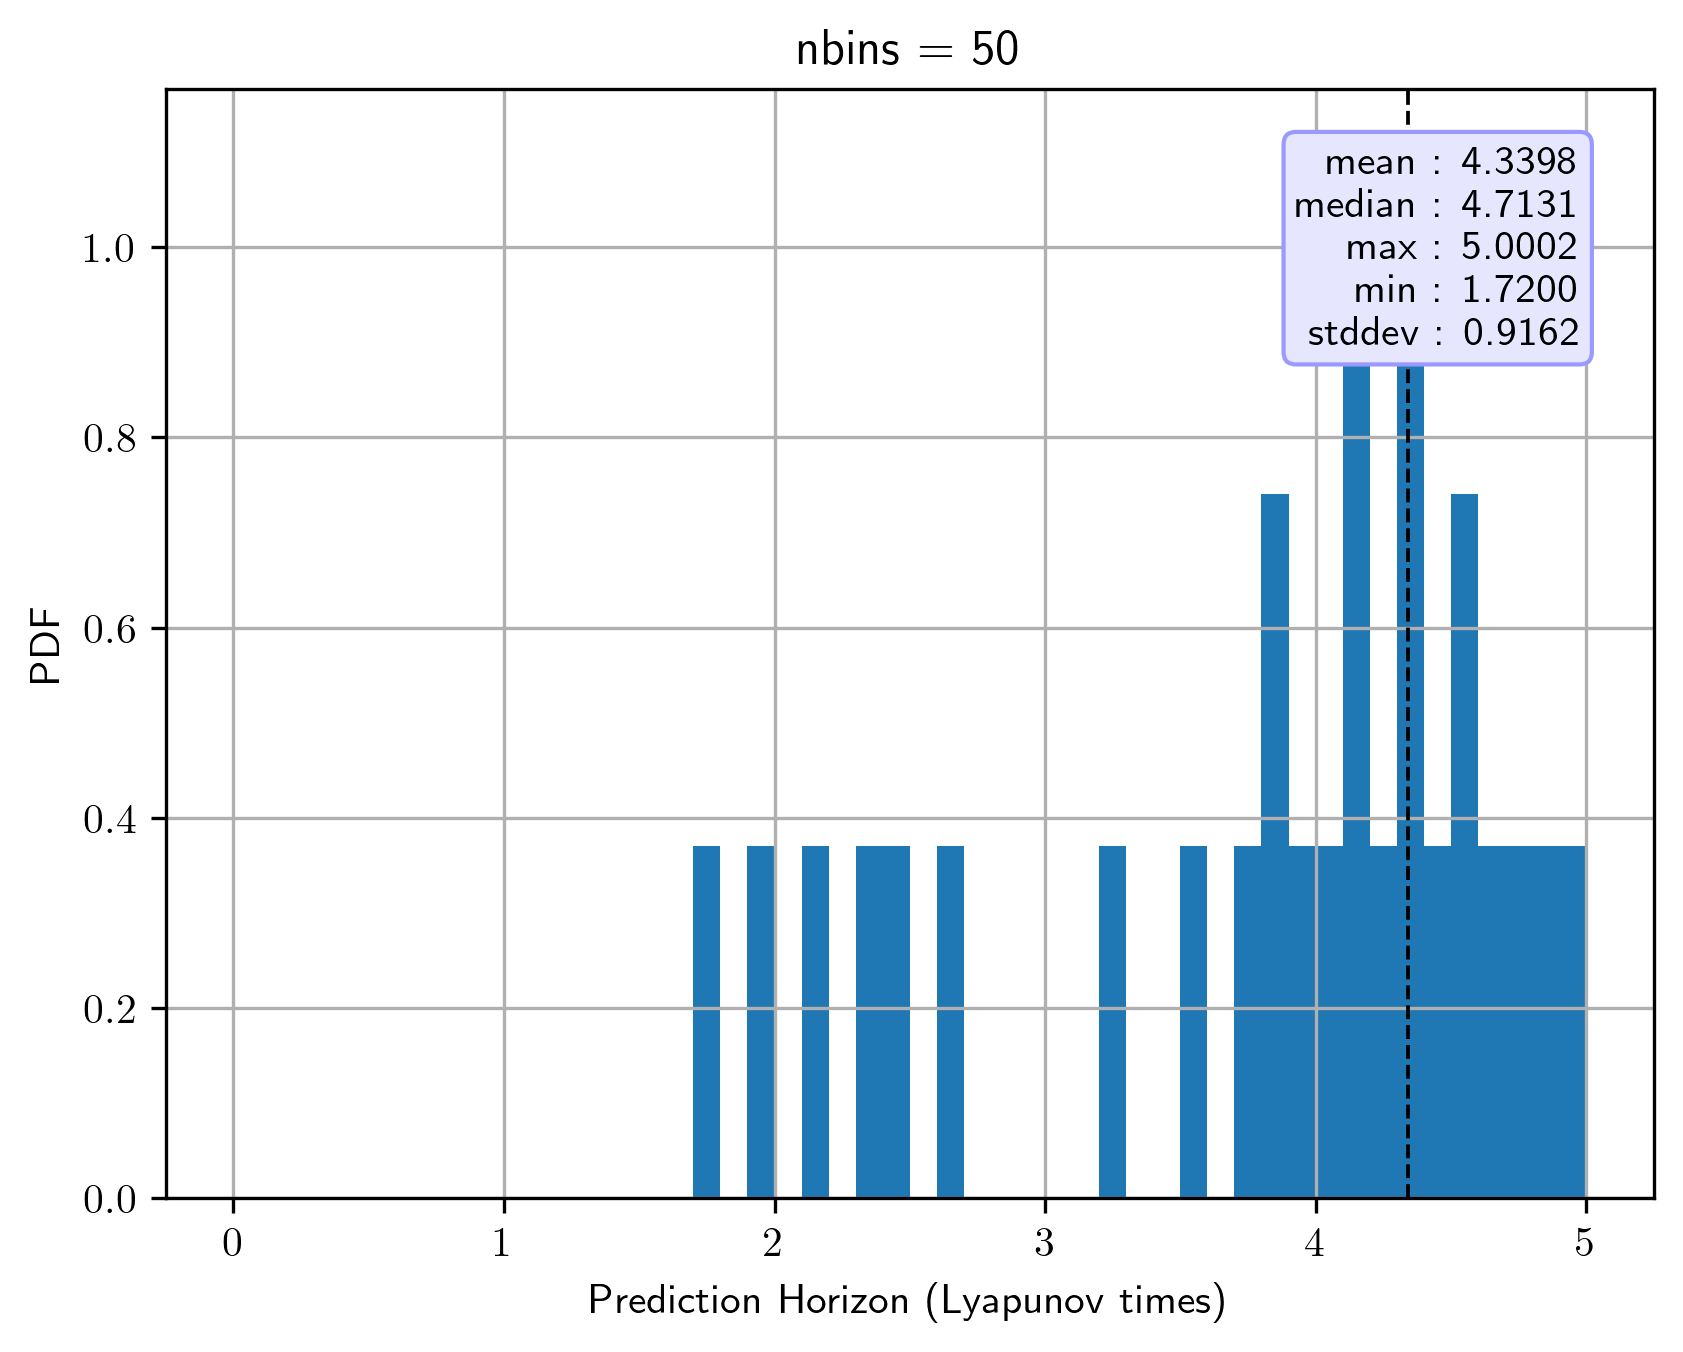 nbins = 50
mean : 4.3398
median : 4.7131
max : 5.0002
min : 1.7200
stddev : 0.9162
1.0
0.8
0.6
0.4
0.2
0.0
PDF
0 1 2 3 4 5
Prediction Horizon (Lyapunov times)